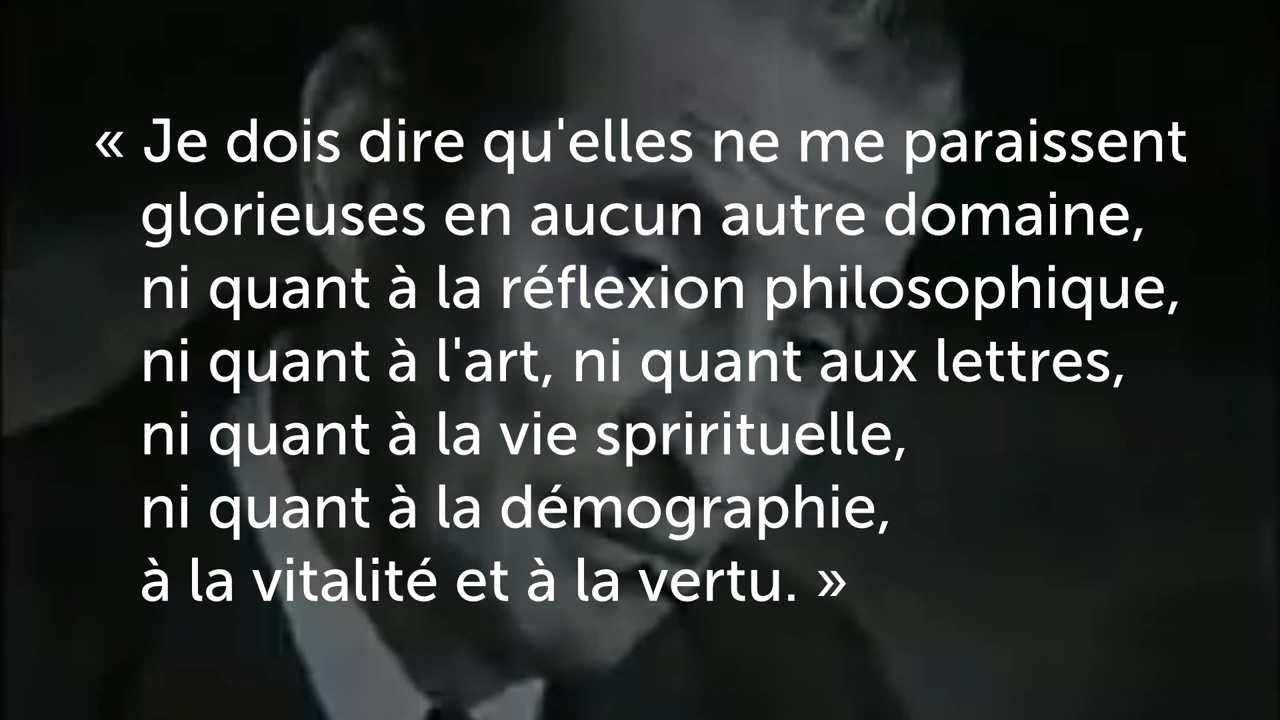 « Je dois dire qu'elles ne me paraissent
glorieuses en aucun autre domaine,
ni quant à la réflexion philosophique,
ni quant à l'art, ni quant aux lettres,
ni quant à la vie sprirituelle,
ni quant à la démographie,
à la vitalité et à la vertu. »